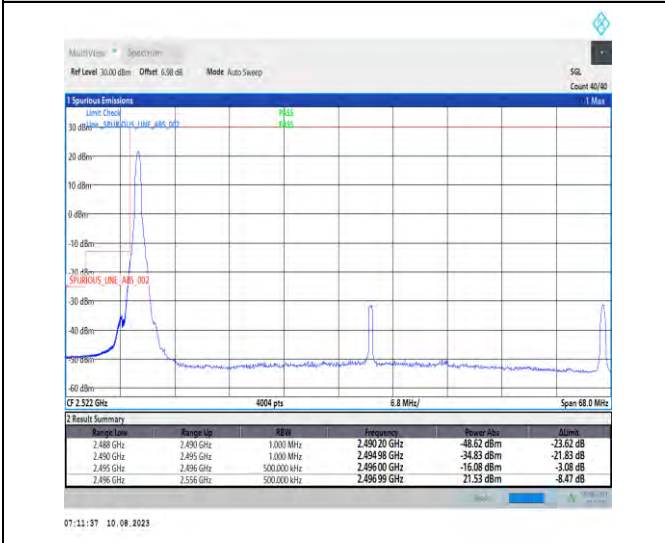 MultiView Spectrum
Ref Level 30.00 dBm Offset 6.98 dB Mode Auto Sweep SGL
Count 40/40
1 Spurious Emissions 1 Max
Limit Check PASS
30 dBm Line _SPURIOUS_LINE_ABS_002 PASS
20 dBm
10 dBm
0 dBm
-10 dBm
-20 dBm
_SPURIOUS_LINE_ABS_002
-30 dBm
-40 dBm
-50 dBm
-60 dBm
CF 2.522 GHz 4004 pts 6.8 MHz/ Span 68.0 MHz
2 Result Summary
Range Low Range Up RBW Frequency Power Abs ΔLimit
2.488 GHz 2.490 GHz 1.000 MHz 2.490 20 GHz -48.62 dBm -23.62 dB
2.490 GHz 2.495 GHz 1.000 MHz 2.494 98 GHz -34.83 dBm -21.83 dB
2.495 GHz 2.496 GHz 500.000 kHz 2.496 00 GHz -16.08 dBm -3.08 dB
2.496 GHz 2.556 GHz 500.000 kHz 2.496 99 GHz 21.53 dBm -8.47 dB
07:11:37 10.08.2023